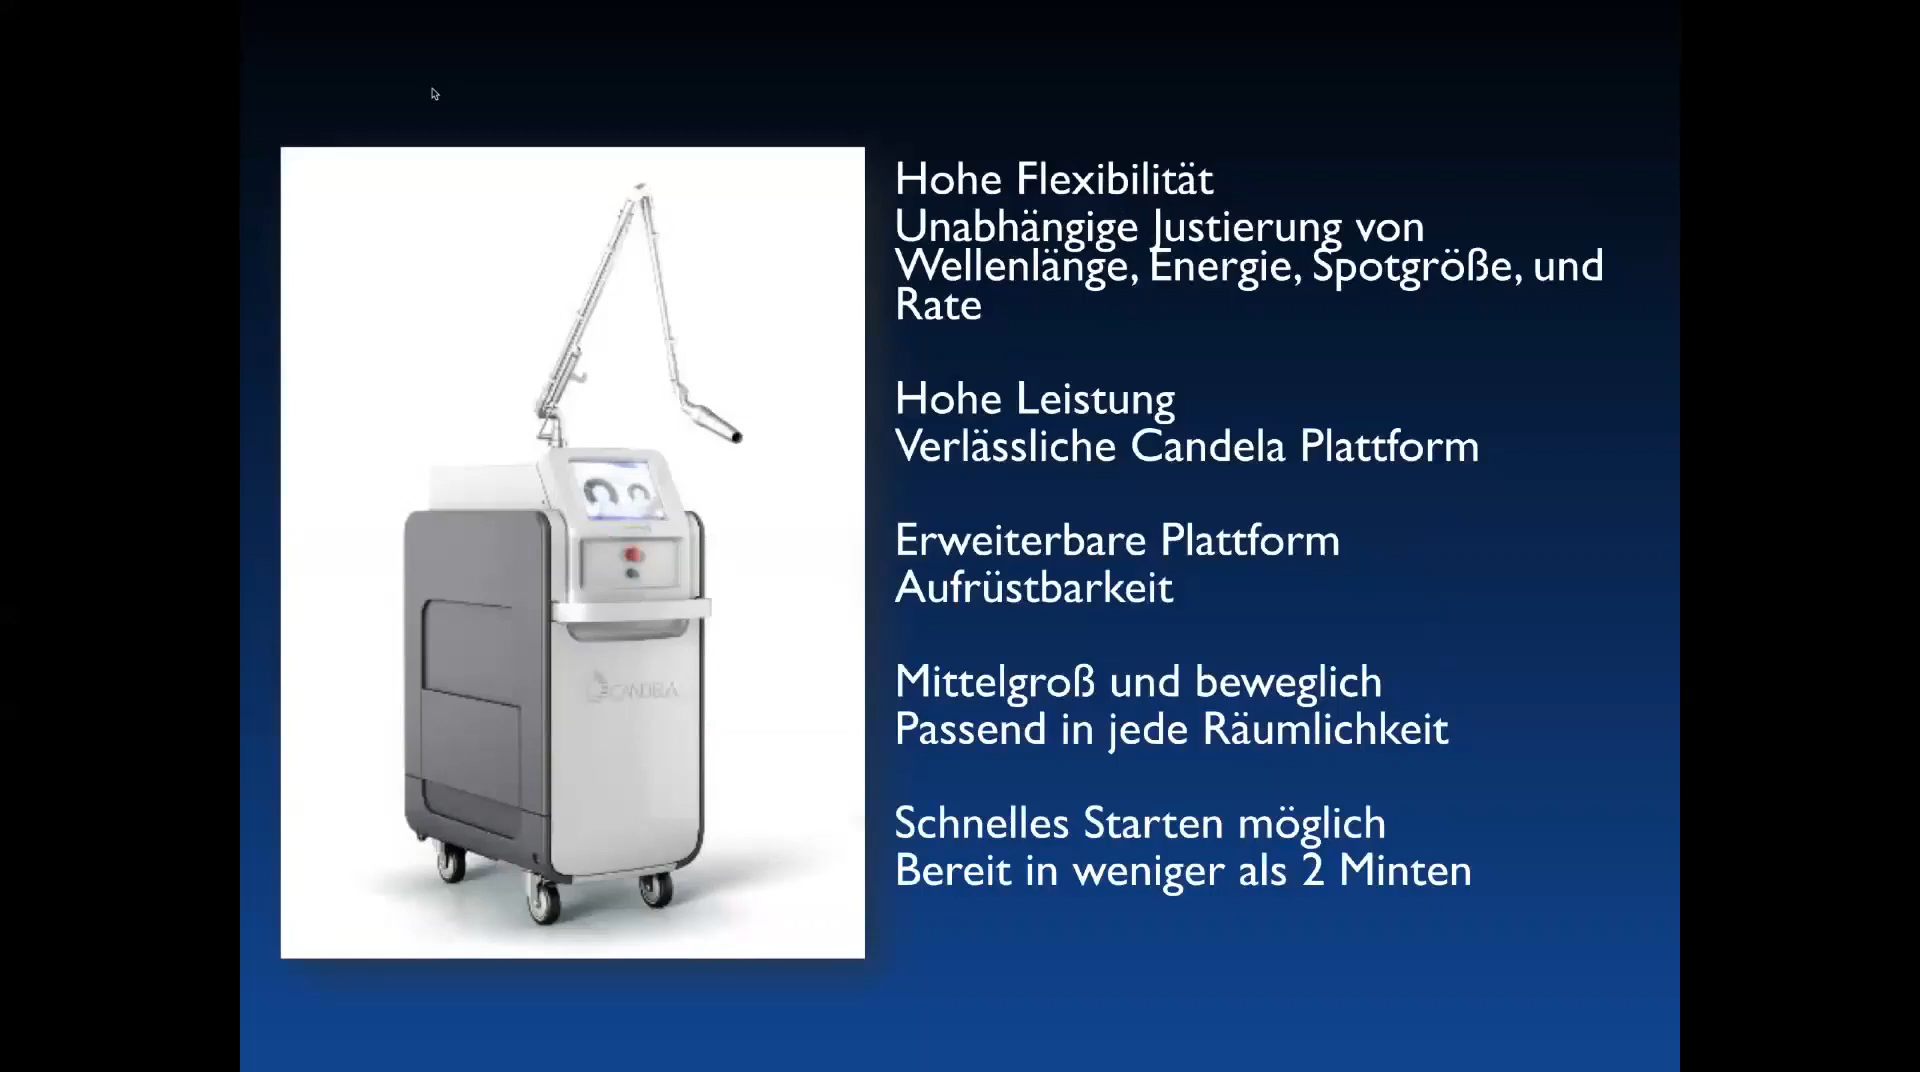 Hohe Flexibilität
Unabhängige Justierung von
Wellenlänge, Energie, Spotgröße, und
Rate
Hohe Leistung
Verlässliche Candela Plattform
Erweiterbare Plattform
Aufrüstbarkeit
Mittelgroß und beweglich
Passend in jede Räumlichkeit
Schnelles Starten möglich
Bereit in weniger als 2 Minten
CANDELA